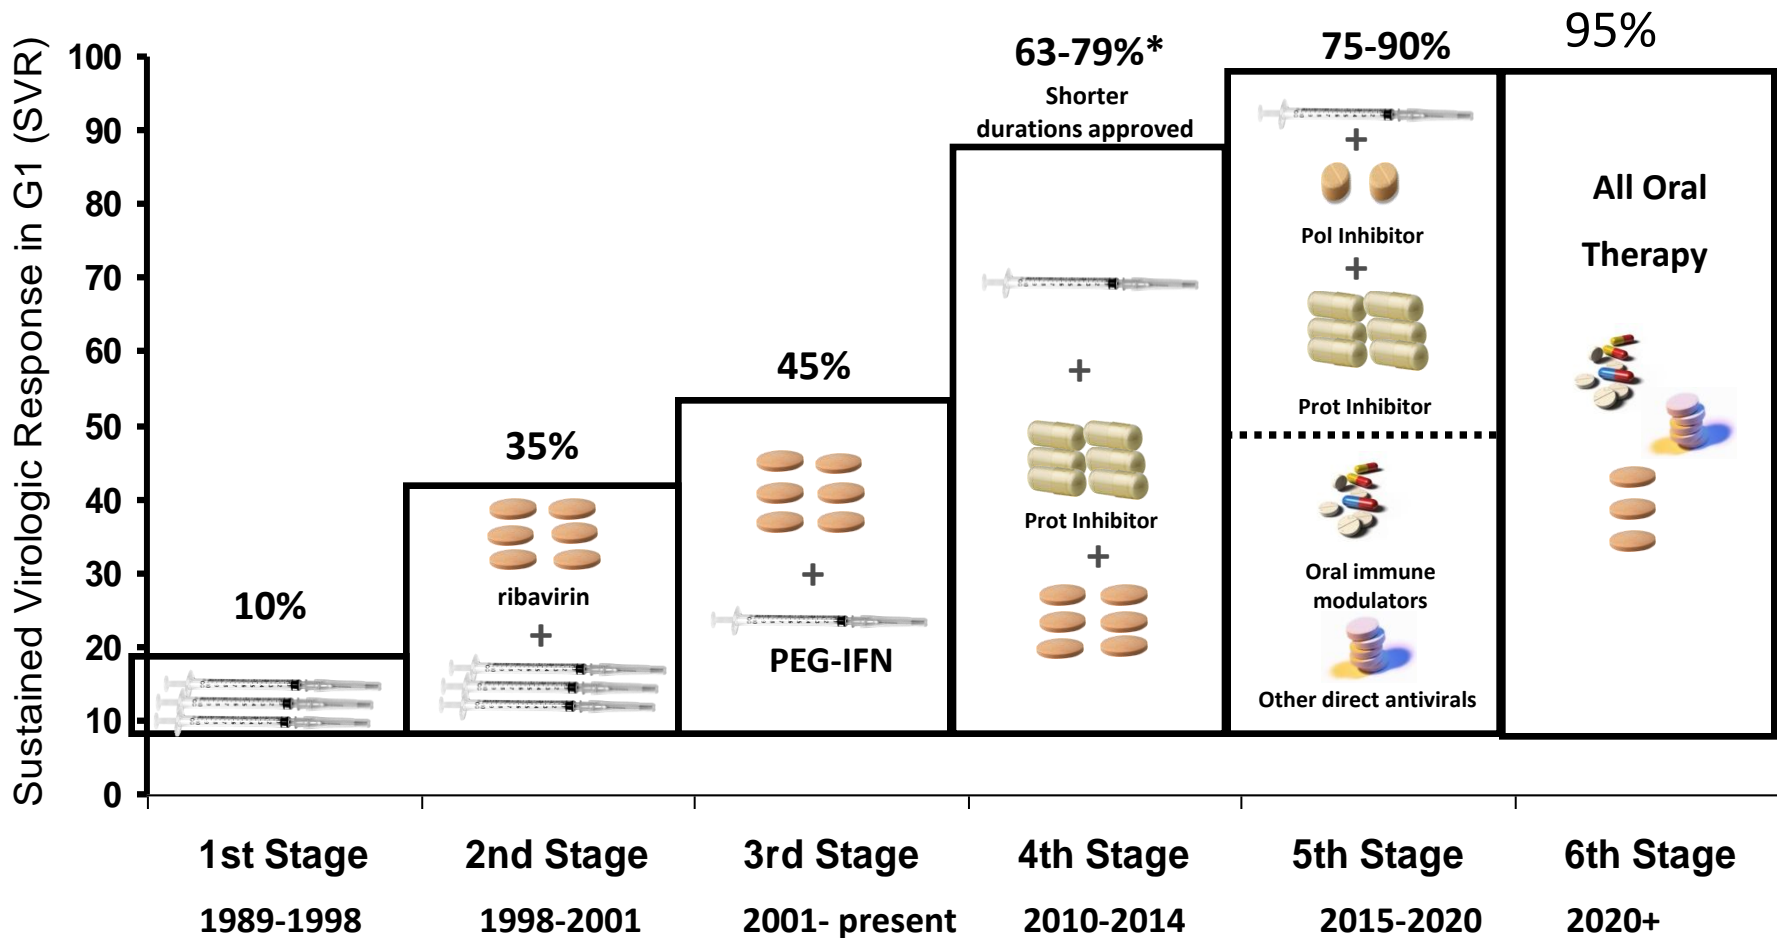 Sustained Virologic Response in G1 (SVR)
100
90
80
70
60
50
40
30
20
10
0
10%
35%
ribavirin
+
45%
+
PEG-IFN
63-79%*
Shorter
durations approved
+
Prot Inhibitor
+
75-90%
+
Pol Inhibitor
+
Prot Inhibitor
Oral immune
modulators
Other direct antivirals
95%
All Oral
Therapy
1st Stage
2nd Stage
3rd Stage
4th Stage
5th Stage
6th Stage
1989-1998
1998-2001
2001- present
2010-2014
2015-2020
2020+